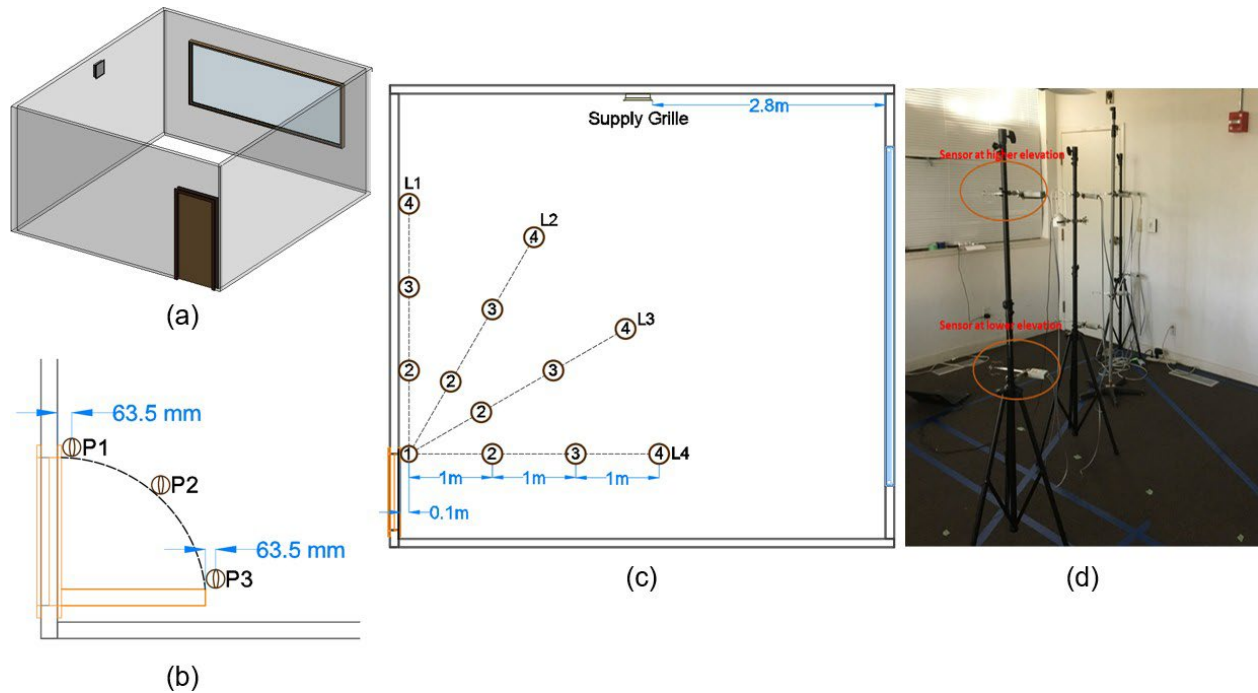 (a)
63.5 mm
P1
P2
63.5 mm
P3
(b)
2.8m
Supply Grille
L1
4
L2
4
3
3
L3
4
2
3
2
2
1
2
3
4
L4
1m
1m
1m
0.1m
(c)
Sensor at higher elevation
Sensor at lower elevation
(d)